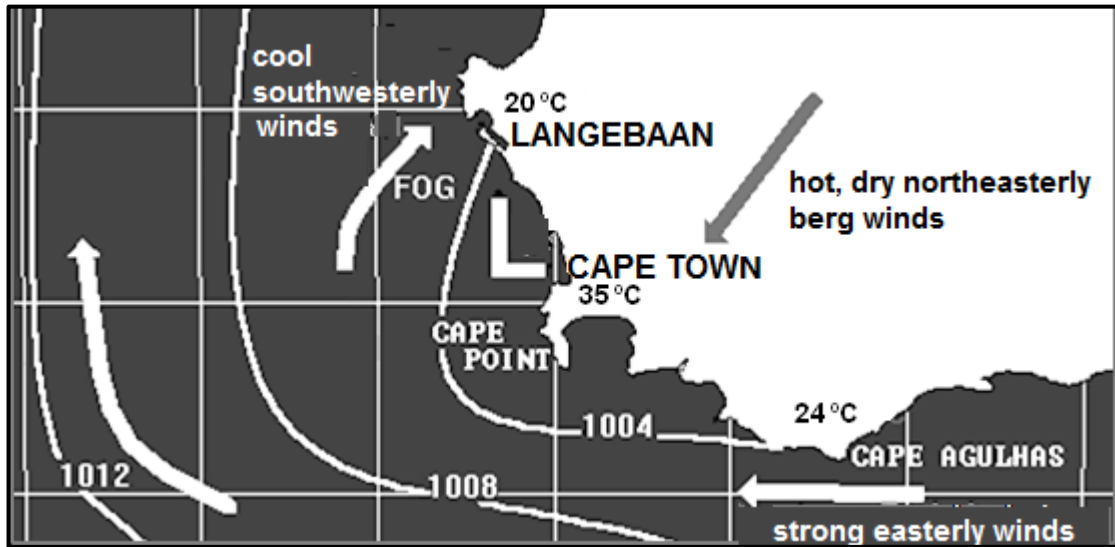 cool
southwesterly
winds
20 °C
LANGEBAAN
FOG
hot, dry northeasterly
berg winds
L
CAPE TOWN
35 °C
CAPE
POINT
24 °C
1004
CAPE AGULHAS
1012
1008
strong easterly winds